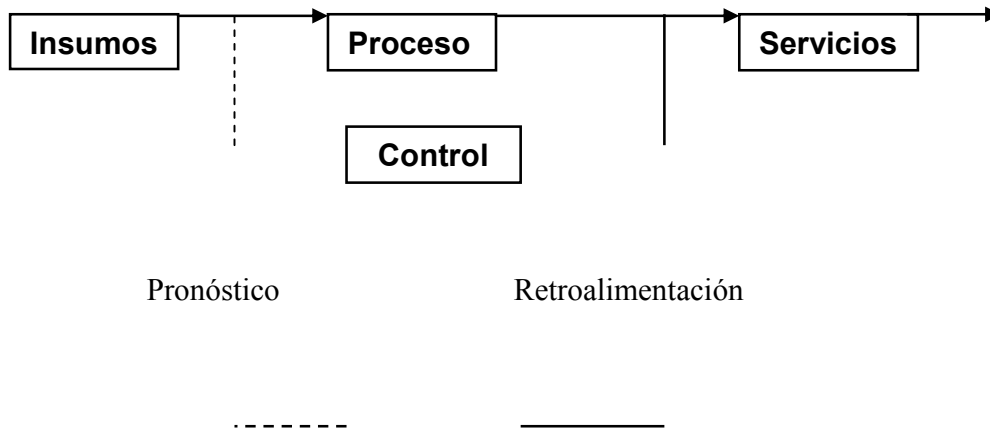 Insumos Proceso Servicios
Control
Pronóstico Retroalimentación